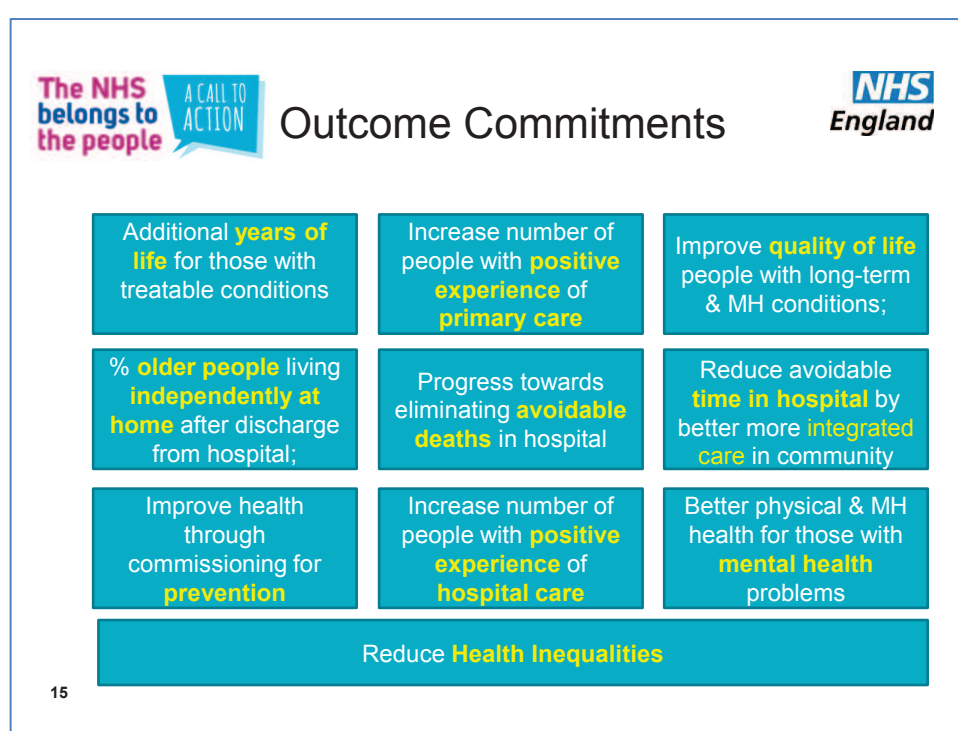 The NHS
belongs to
the people
A CALL TO
ACTION
Outcome Commitments
NHS
England
Additional years of
life for those with
treatable conditions
Increase number of
people with positive
experience of
primary care
Improve quality of life
people with long-term
& MH conditions;
% older people living
independently at
home after discharge
from hospital;
Progress towards
eliminating avoidable
deaths in hospital
Reduce avoidable
time in hospital by
better more integrated
care in community
Improve health
through
commissioning for
prevention
Increase number of
people with positive
experience of
hospital care
Better physical & MH
health for those with
mental health
problems
Reduce Health Inequalities
15